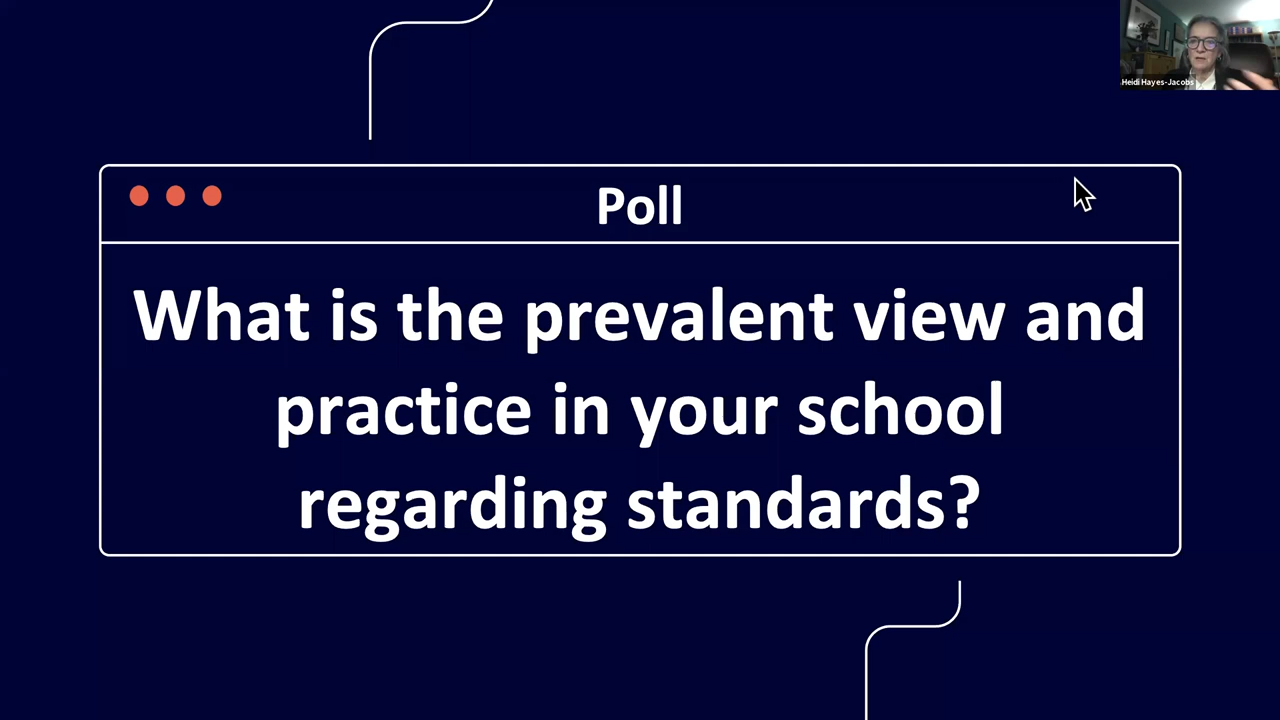 Heidi Hayes-Jacobs
Poll
What is the prevalent view and
practice in your school
regarding standards?